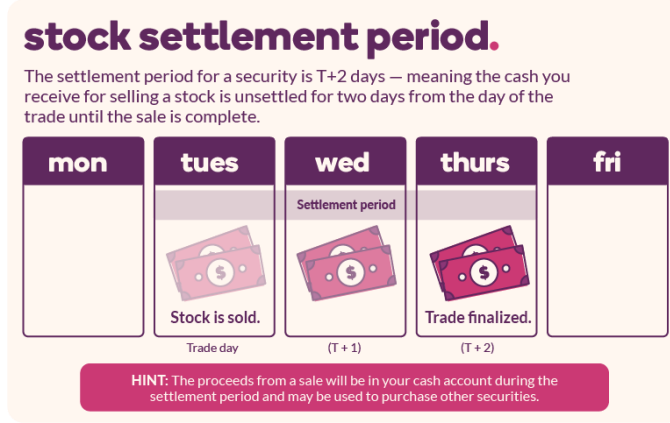 stock settlement period.
The settlement period for a security is T+2 days — meaning the cash you
receive for selling a stock is unsettled for two days from the day of the
trade until the sale is complete.
mon tues wed thurs fri
Settlement period
$ $ $
Stock is sold. Trade finalized.
Trade day (T + 1) (T + 2)
HINT: The proceeds from a sale will be in your cash account during the
settlement period and may be used to purchase other securities.